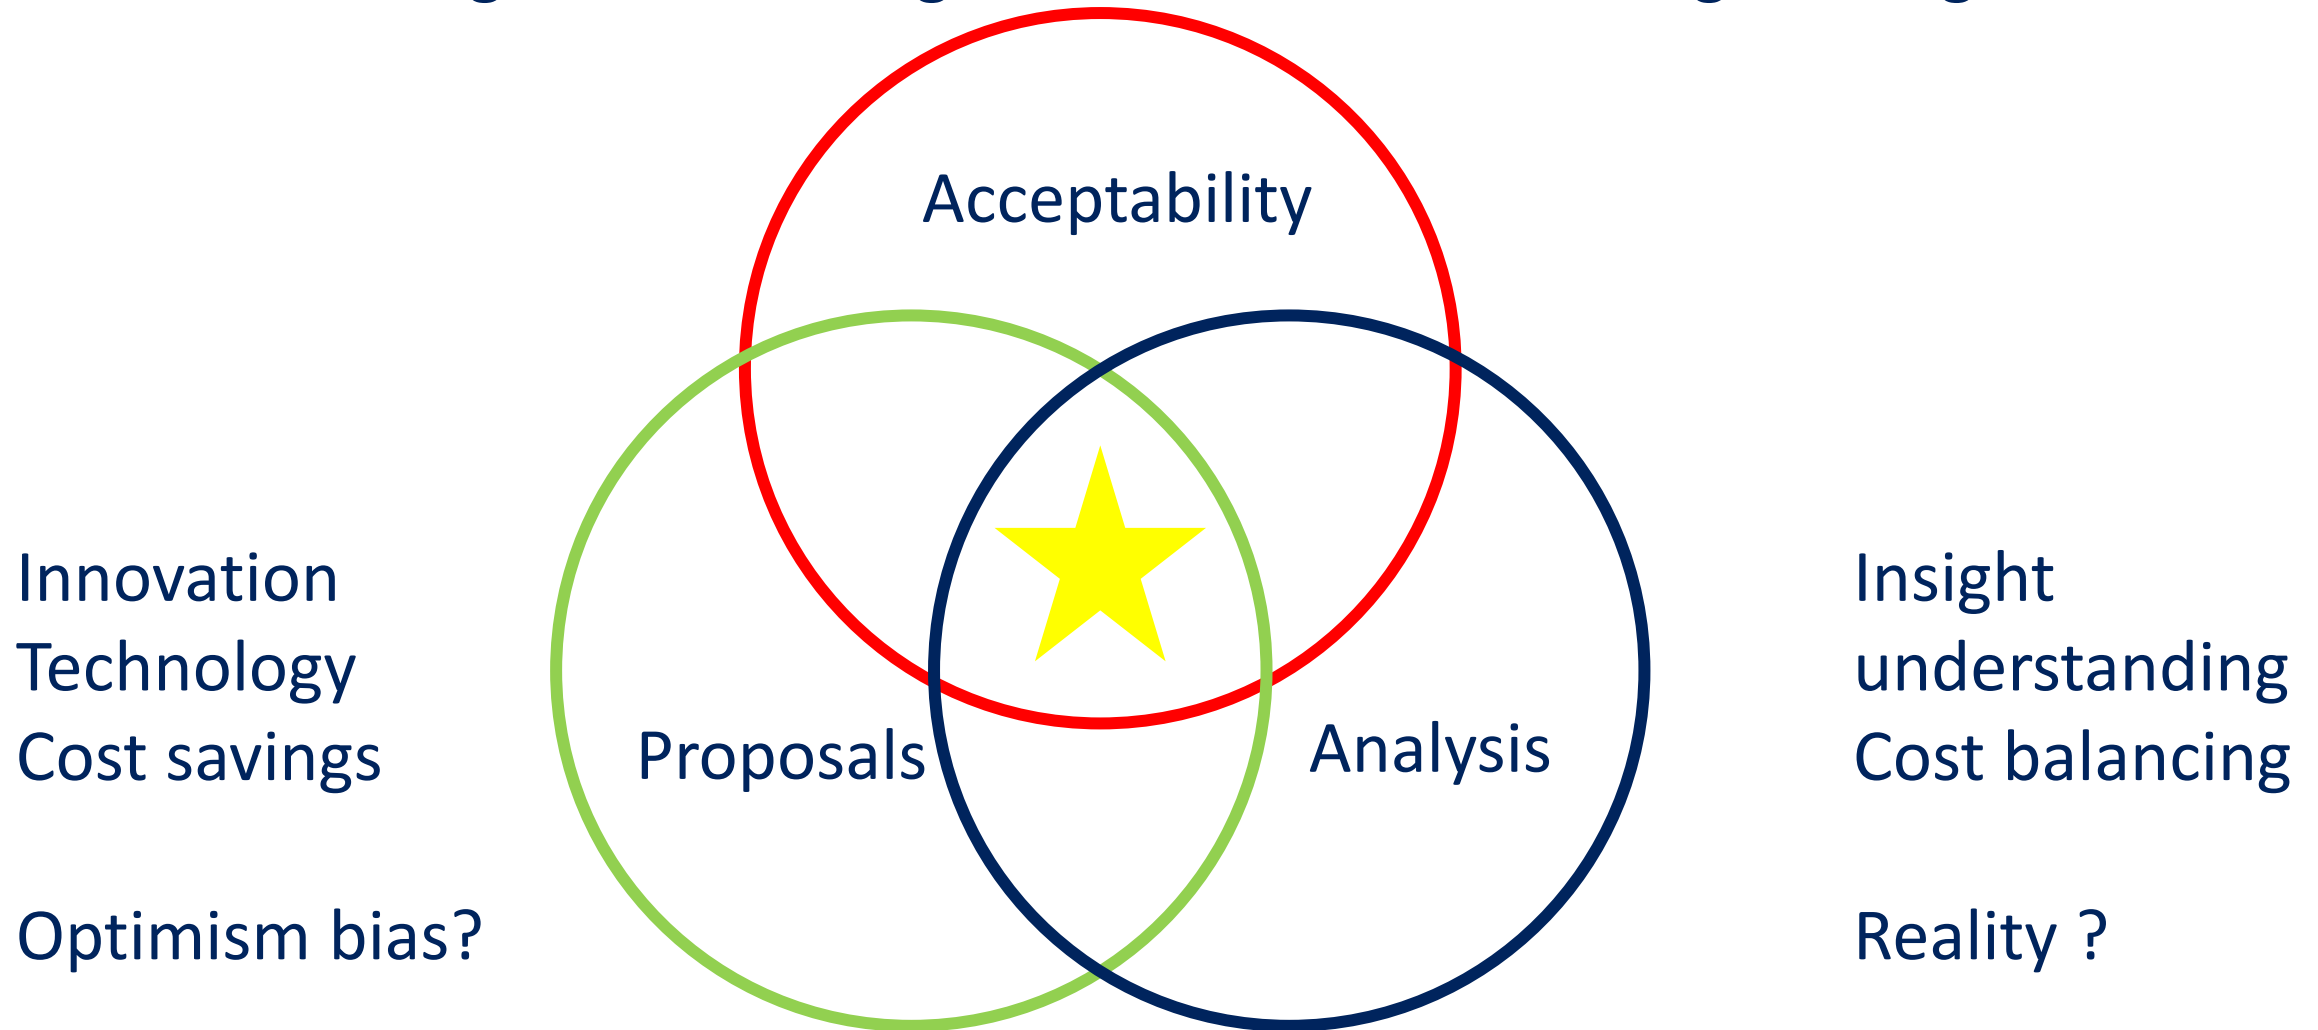 Acceptability
Innovation
Technology
Cost savings
Optimism bias?
Proposals
Analysis
Insight
understanding
Cost balancing
Reality ?